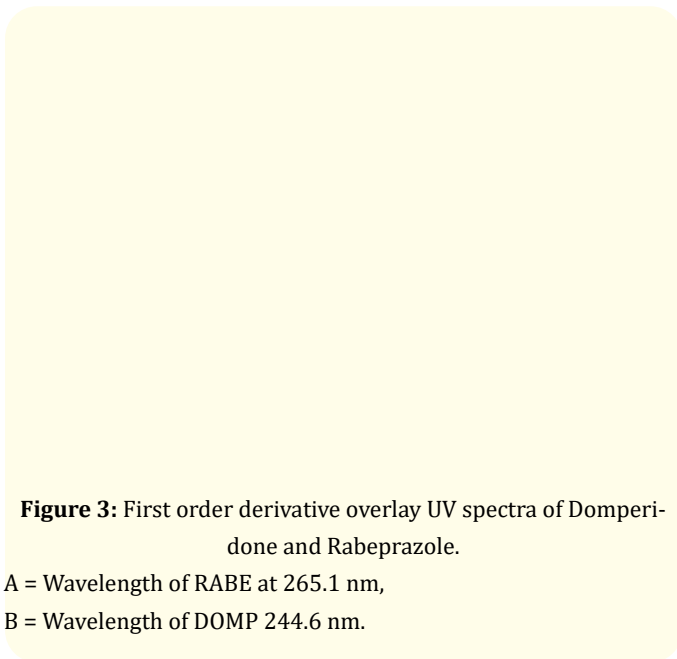 Figure 3: First order derivative overlay UV spectra of Domperi-
done and Rabeprazole.
A = Wavelength of RABE at 265.1 nm,
B = Wavelength of DOMP 244.6 nm.